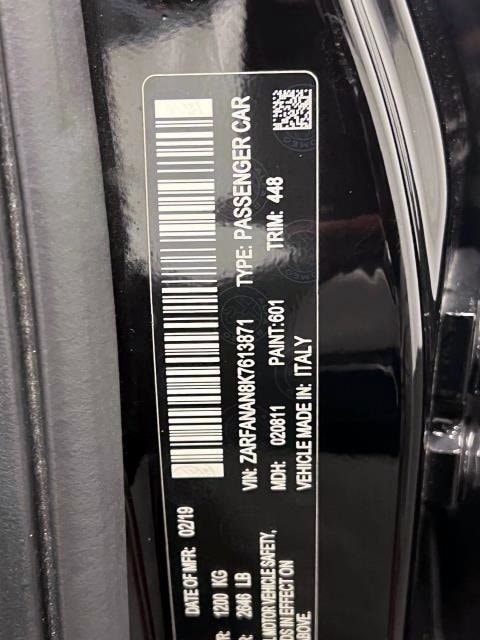 DATE OF MFR: 02/19
1200 KG
2646 LB
MOTOR VEHICLE SAFETY,
IN EFFECT ON
ABOVE.
VIN: ZARFANAN8K7613871 TYPE: PASSENGER CAR
MDH: 020811 PAINT:601 TRIM: 448
VEHICLE MADE IN: ITALY